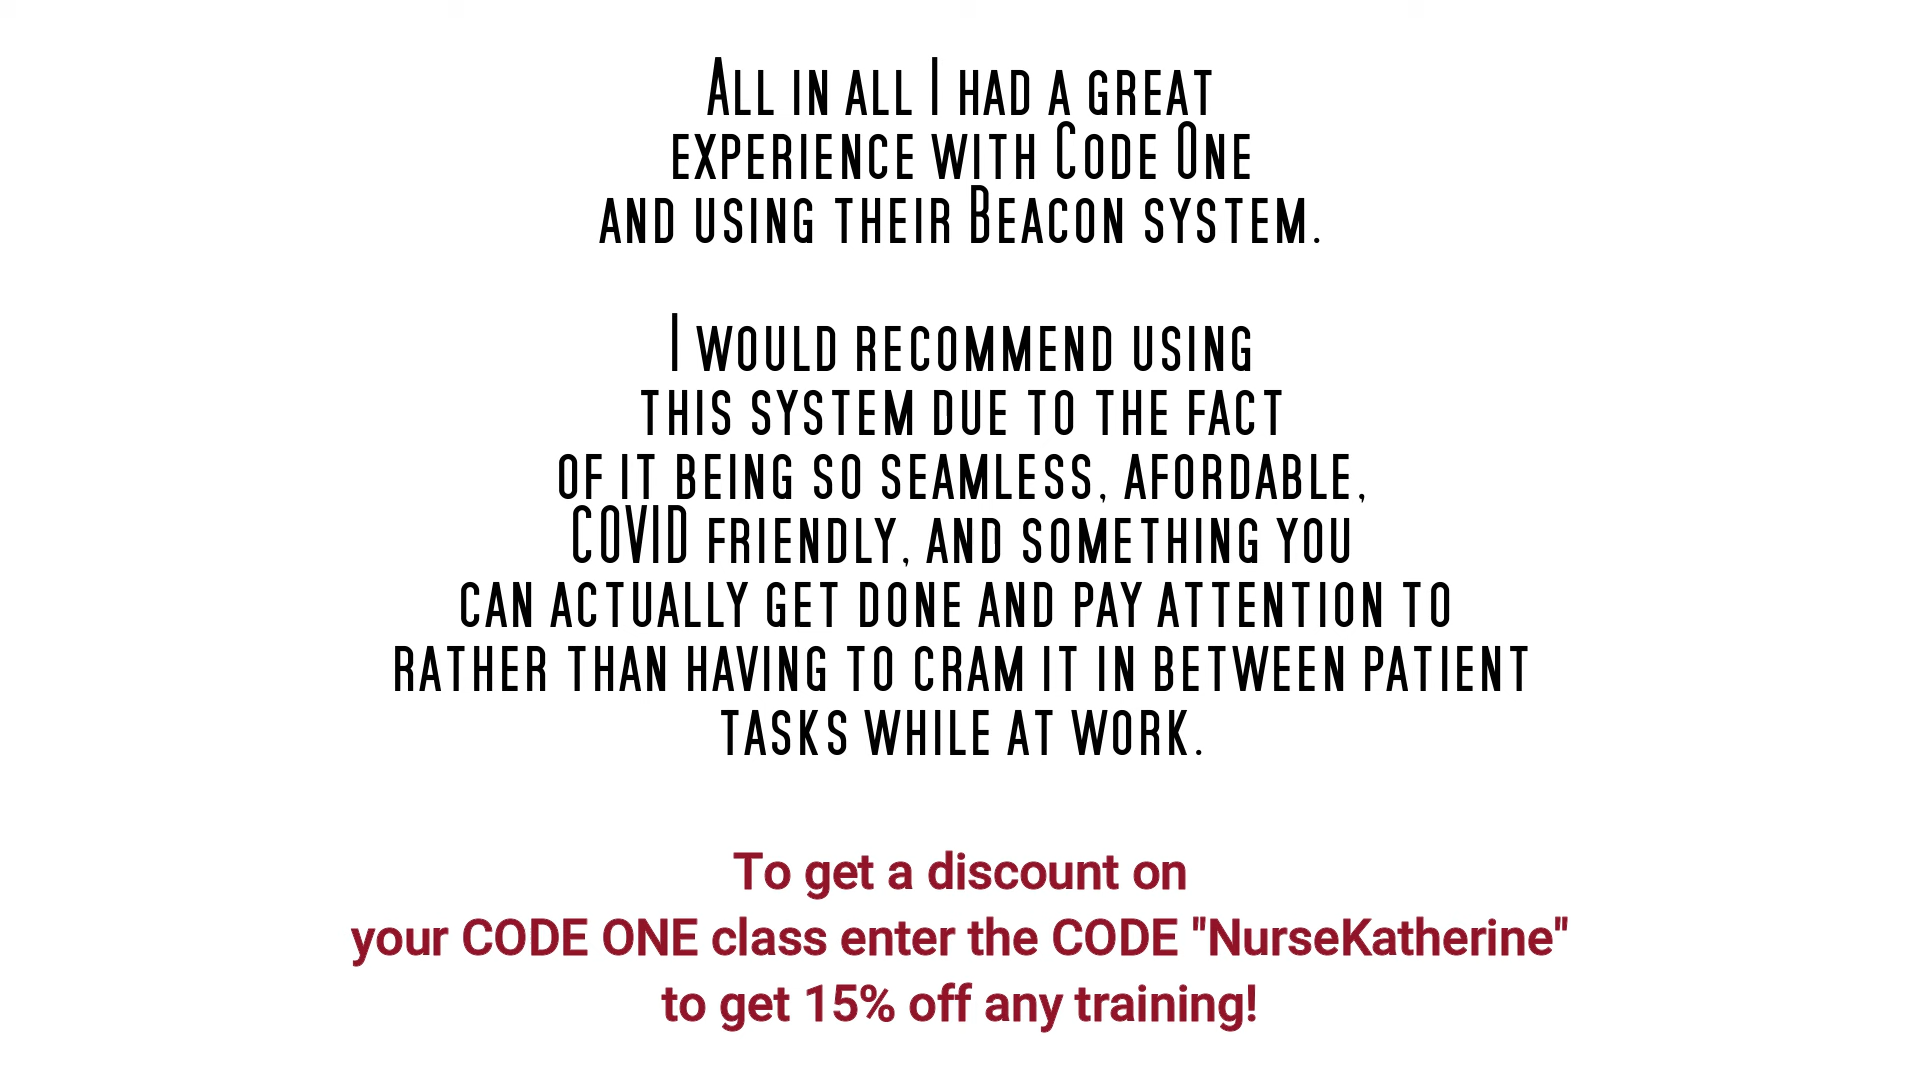 All in all I had a great
experience with Code One
and using their Beacon system.
I would recommend using
this system due to the fact
of it being so seamless, afordable,
COVID friendly, and something you
can actually get done and pay attention to
rather than having to cram it in between patient
tasks while at work.
To get a discount on
your CODE ONE class enter the CODE "NurseKatherine"
to get 15% off any training!